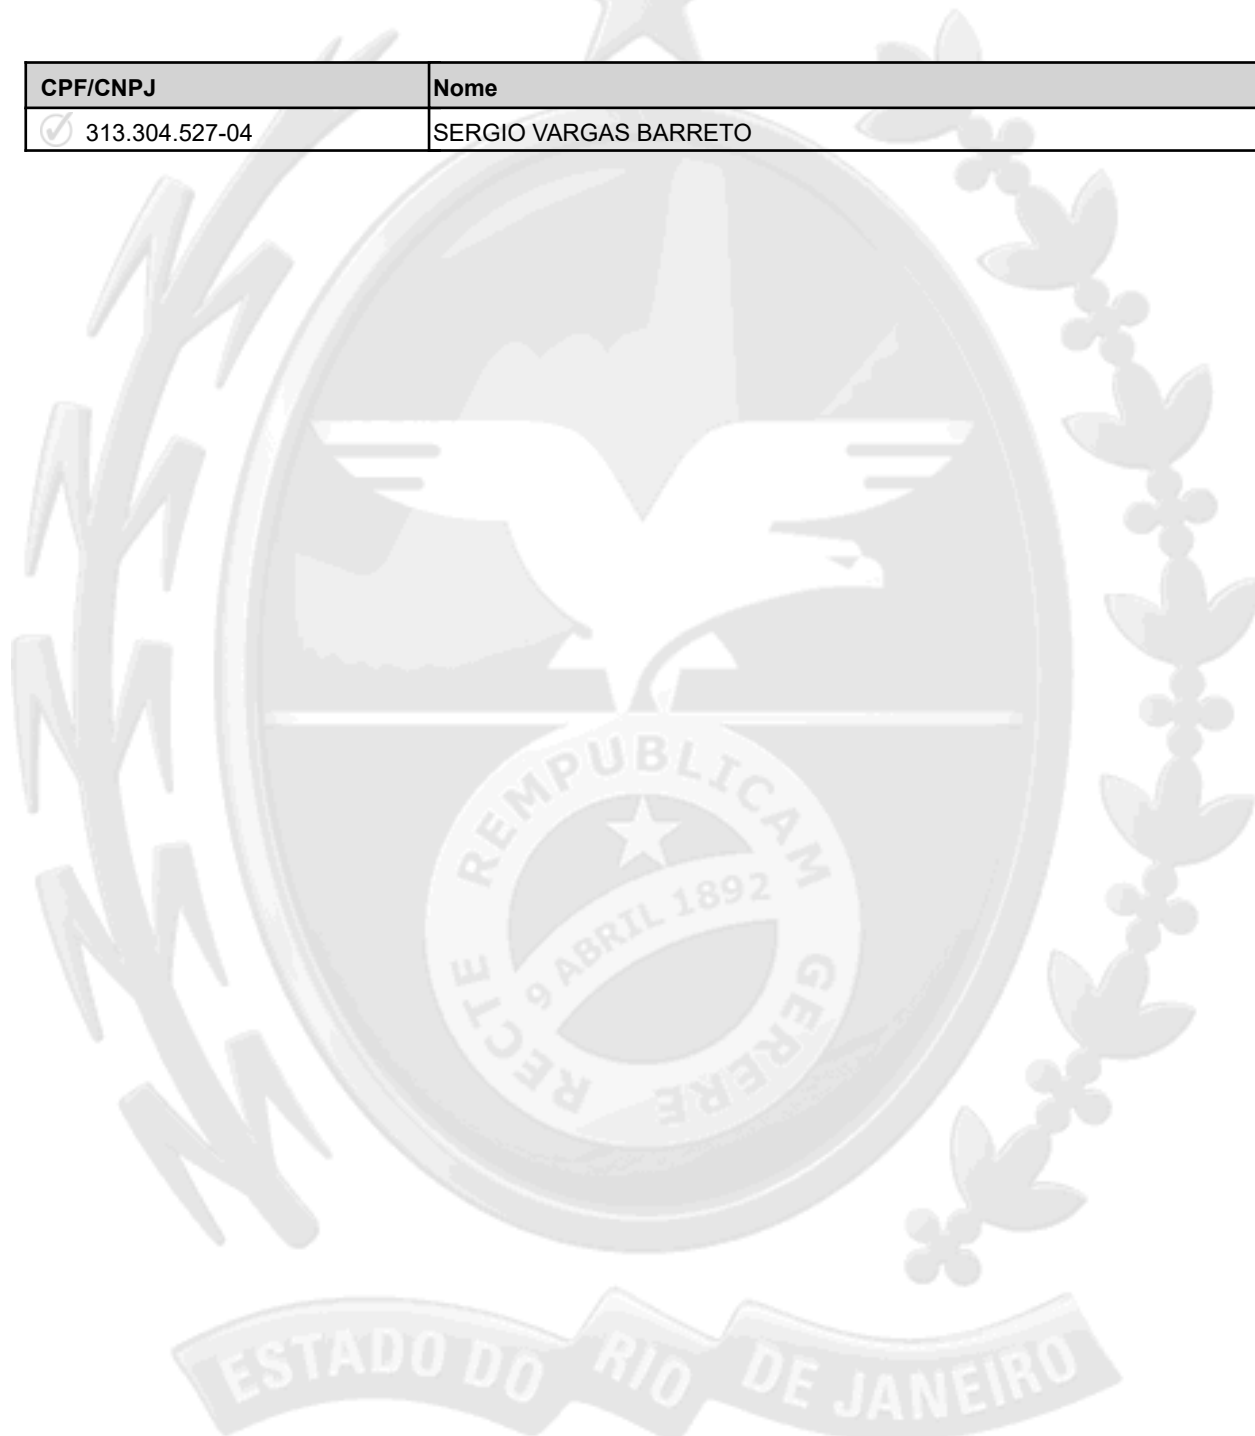 CPF/CNPJ Nome
313.304.527-04 SERGIO VARGAS BARRETO
REMPUBLICAM
9 ABRIL 1892
RECTE GERERE
ESTADO DO RIO DE JANEIRO